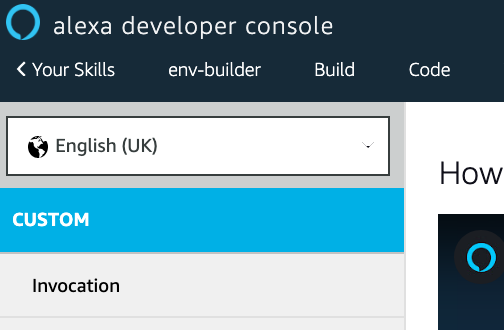 alexa developer console
Your Skills env-builder Build Code
English (UK)
How
CUSTOM
Invocation